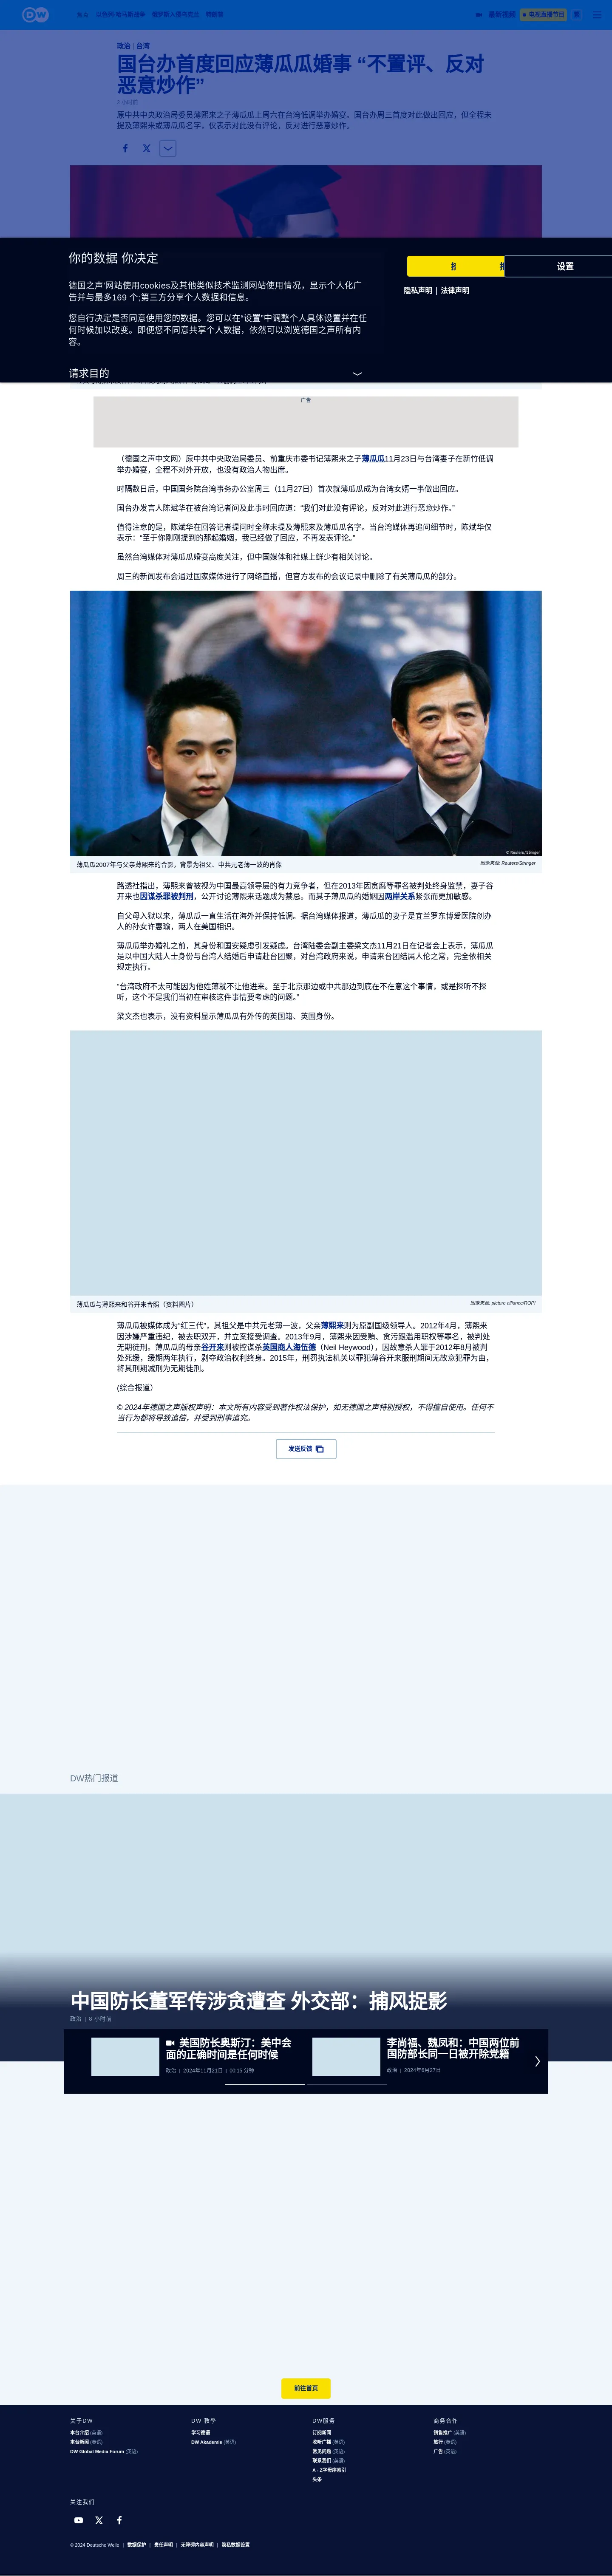 DW
政治 | 台湾
国台办首度回应薄瓜瓜婚事 “不置评、反对
恶意炒作”
7 小时前
原中共中央政治局委员薄熙来之子薄瓜瓜上周六在台湾低调举办婚宴。国台办周三首度对此做出回应，但全程未
提及薄熙来或薄瓜瓜名字，仅表示对此没有评论，反对进行恶意炒作。
你的数据 你决定
德国之声‘网站使用cookies及其他类似技术监测网站使用情况，显示个人化广
告并与最多169 个;第三方分享个人数据和信息。
您自行决定是否同意使用您的数据。您可以在“设置”中调整个人具体设置并在任
何时候加以改变。即便您不同意共享个人数据，依然可以浏览德国之声所有内
容。
请求目的
设置
隐私声明 | 法律声明
广告
（德国之声中文网）原中共中央政治局委员、前重庆市委书记薄熙来之子薄瓜瓜11月23日与台湾妻子在新竹低调
举办婚宴，全程不对外开放，也没有政治人物出席。
时隔数日后，中国国务院台湾事务办公室周三（11月27日）首次就薄瓜瓜成为台湾女婿一事做出回应。
国台办发言人陈斌华在被台湾记者问及此事时回应道：“我们对此没有评论，反对对此进行恶意炒作。”
值得注意的是，陈斌华在回答记者提问时全称未提及薄熙来及薄瓜瓜名字。当台湾媒体再追问细节时，陈斌华仅
表示：“至于你刚刚提到的那起婚姻，我已经做了回应，不再发表评论。”
虽然台湾媒体对薄瓜瓜婚宴高度关注，但中国媒体和社媒上鲜少有相关讨论。
周三的新闻发布会通过国家媒体进行了网络直播，但官方发布的会议记录中删除了有关薄瓜瓜的部分。
© Reuters/Stringer
薄瓜瓜2007年与父亲薄熙来的合影，背景为祖父、中共元老薄一波的肖像
图像来源: Reuters/Stringer
路透社指出，薄熙来曾被视为中国最高领导层的有力竞争者，但在2013年因贪腐等罪名被判处终身监禁，妻子谷
开来也因谋杀罪被判刑，公开讨论薄熙来话题成为禁忌。而其子薄瓜瓜的婚姻因两岸关系紧张而更加敏感。
自父母入狱以来，薄瓜瓜一直生活在海外并保持低调。据台湾媒体报道，薄瓜瓜的妻子是宜兰罗东博爱医院创办
人的孙女许惠瑜，两人在美国相识。
薄瓜瓜举办婚礼之前，其身份和国安疑虑引发疑虑。台湾陆委会副主委梁文杰11月21日在记者会上表示，薄瓜瓜
是以中国大陆人士身份与台湾人结婚后申请赴台团聚，对台湾政府来说，申请来台团结属人伦之常，完全依相关
规定执行。
“台湾政府不太可能因为他姓薄就不让他进来。至于北京那边或中共那边到底在不在意这个事情，或是探听不探
听，这个不是我们当初在审核这件事情要考虑的问题。”
梁文杰也表示，没有资料显示薄瓜瓜有外传的英国籍、英国身份。
薄瓜瓜与薄熙来和谷开来合照（资料图片）
图像来源: picture alliance/ROPI
薄瓜瓜被媒体成为“红三代”，其祖父是中共元老薄一波，父亲薄熙来则为原副国级领导人。2012年4月，薄熙来
因涉嫌严重违纪，被去职双开，并立案接受调查。2013年9月，薄熙来因受贿、贪污跟滥用职权等罪名，被判处
无期徒刑。薄瓜瓜的母亲谷开来则被控谋杀英国商人海伍德（Neil Heywood），因故意杀人罪于2012年8月被判
处死缓，缓期两年执行，剥夺政治权利终身。2015年，刑罚执法机关以罪犯薄谷开来服刑期间无故意犯罪为由，
将其刑期减刑为无期徒刑。
(综合报道）
© 2024年德国之声版权声明：本文所有内容受到著作权法保护，如无德国之声特别授权，不得擅自使用。任何不
当行为都将导致追偿，并受到刑事追究。
发送反馈
DW热门报道
中国防长董军传涉贪遭查 外交部：捕风捉影
政治 | 8 小时前
美国防长奥斯汀：美中会
面的正确时间是任何时候
政治 | 2024年11月21日 | 00:15 分钟
李尚福、魏凤和：中国两位前
国防部长同一日被开除党籍
政治 | 2024年6月27日
前往首页
关于DW
本台介绍 (英语)
本台新闻 (英语)
DW Global Media Forum (英语)
DW 教學
学习德语
DW Akademie (英语)
DW服务
订阅新闻
收听广播 (英语)
常见问题 (英语)
联系我们 (英语)
A - Z字母序索引
头条
商务合作
销售推广 (英语)
旅行 (英语)
广告 (英语)
关注我们
© 2024 Deutsche Welle | 数据保护 | 责任声明 | 无障碍内容声明 | 隐私数据设置